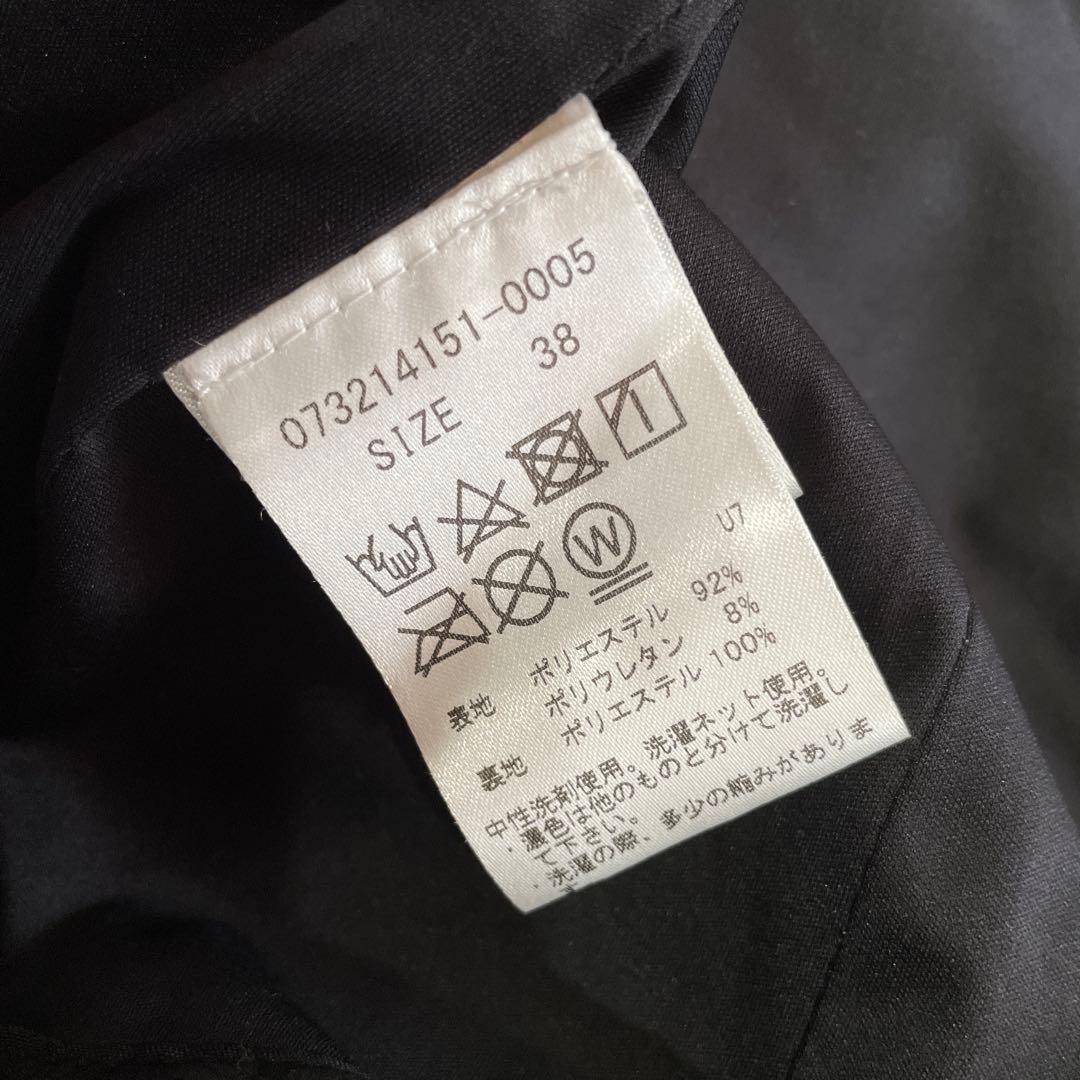 073214151-0005
SIZE 38
W
U7
表地 ポリエステル 92%
ポリウレタン 8%
裏地 ポリエステル 100%
中性洗剤使用。洗濯ネット使用。
.濃色は他のものと分けて洗濯し
て下さい。
.洗濯の際、多少の縮みがありま